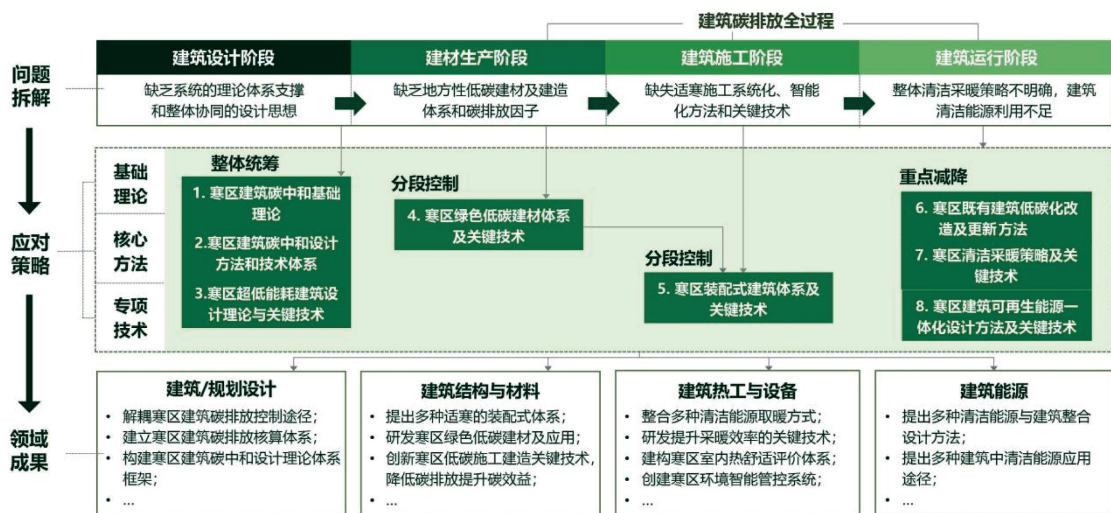 建筑碳排放全过程
问题
拆解
建筑设计阶段
建材生产阶段
建筑施工阶段
建筑运行阶段
缺乏系统的理论体系支撑
和整体协同的设计思想
缺乏地方性低碳建材及建造
体系和碳排放因子
缺失适寒施工系统化、智能
化方法和关键技术
整体清洁采暖策略不明确，建筑
清洁能源利用不足
应对
策略
基础
理论
核心
方法
专项
技术
整体统筹
1. 寒区建筑碳中和基础
理论
2.寒区建筑碳中和设计
方法和技术体系
3.寒区超低能耗建筑设
计理论与关键技术
分段控制
4. 寒区绿色低碳建材体系
及关键技术
分段控制
5. 寒区装配式建筑体系及
关键技术
重点减降
6. 寒区既有建筑低碳化改
造及更新方法
7. 寒区清洁采暖策略及关
键技术
8. 寒区建筑可再生能源一
体化设计方法及关键技术
领域
成果
建筑/规划设计
• 解耦寒区建筑碳排放控制途径；
• 建立寒区建筑碳排放核算体系；
• 构建寒区建筑碳中和设计理论体系
框架；
• ...
建筑结构与材料
• 提出多种适寒的装配式体系；
• 研发寒区绿色低碳建材及应用；
• 创新寒区低碳施工建造关键技术，
降低碳排放提升碳效益；
• ...
建筑热工与设备
• 整合多种清洁能源取暖方式；
• 研发提升采暖效率的关键技术；
• 建构寒区室内热舒适评价体系；
• 创建寒区环境智能管控系统；
• ...
建筑能源
• 提出多种清洁能源与建筑整合
设计方法；
• 提出多种建筑中清洁能源应用
途径；
• ...